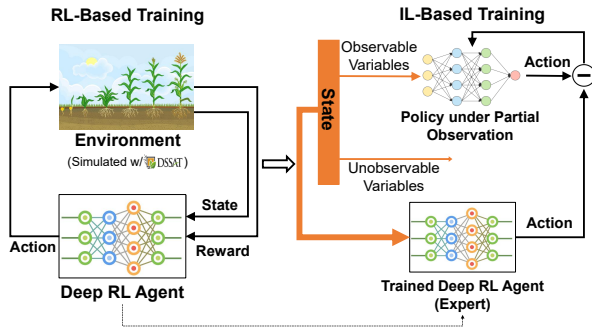 RL-Based Training
IL-Based Training
Environment
(Simulated w/ DSSAT)
State
Reward
Action
Deep RL Agent
State
Observable
Variables
Unobservable
Variables
Action
Policy under Partial
Observation
Action
Trained Deep RL Agent
(Expert)